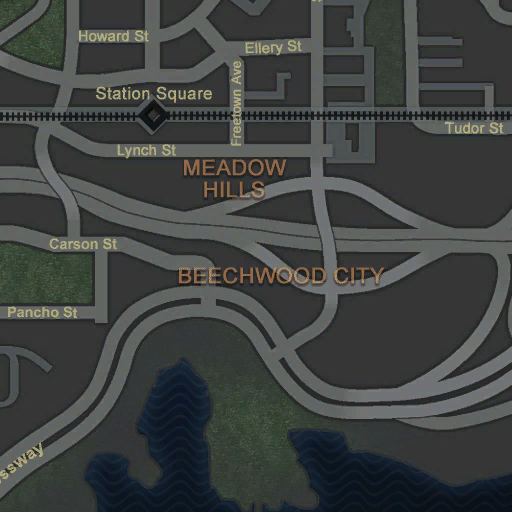 Howard St
Ellery St
Station Square
Freetown Ave
Tudor St
Lynch St
MEADOW
HILLS
Carson St
BEECHWOOD CITY
Pancho St